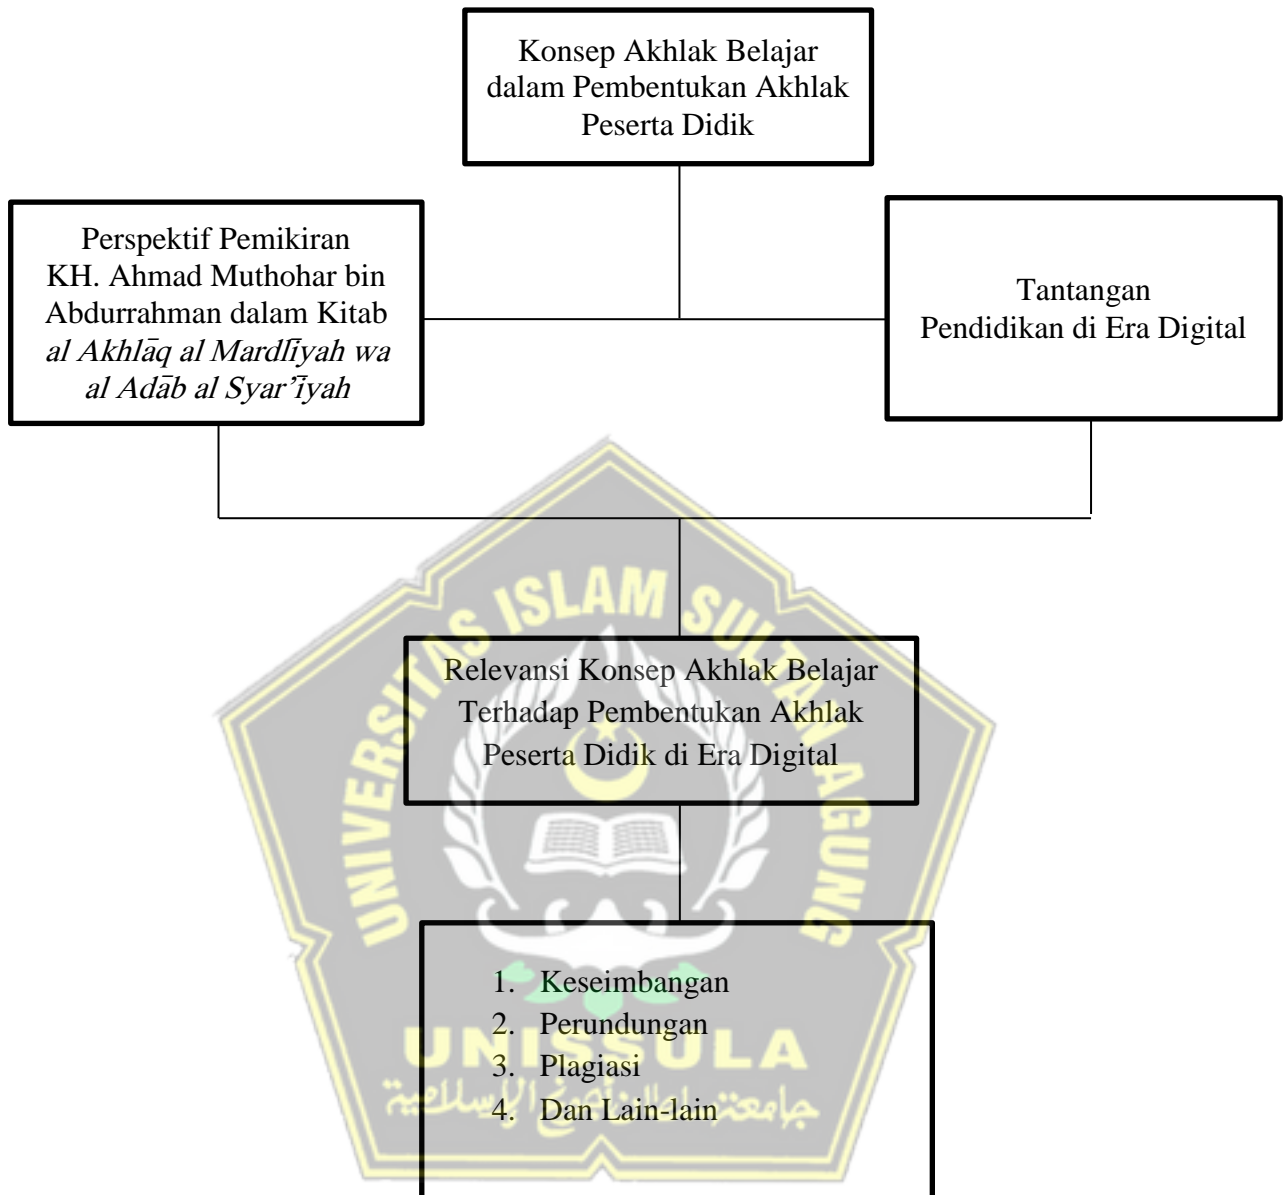 Konsep Akhlak Belajar
dalam Pembentukan Akhlak
Peserta Didik
Perspektif Pemikiran
KH. Ahmad Muthohar bin
Abdurrahman dalam Kitab
al Akhlāq al Mardlīyah wa
al Adāb al Syar’īyah
Tantangan
Pendidikan di Era Digital
UNIVERSITAS ISLAM SULTAN AGUNG
Relevansi Konsep Akhlak Belajar
Terhadap Pembentukan Akhlak
Peserta Didik di Era Digital
1. Keseimbangan
2. Perundungan
3. Plagiasi
4. Dan Lain-lain
UNISSULA
جامعة سلطان أجونج الإسلامية